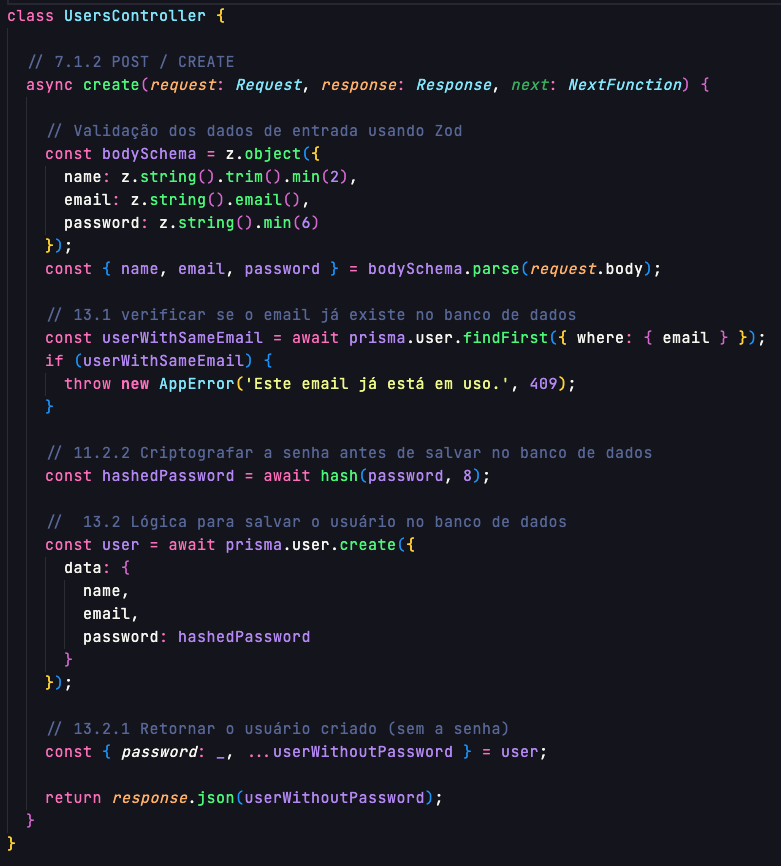 class UsersController {
// 7.1.2 POST / CREATE
async create(request: Request, response: Response, next: NextFunction) {
// Validação dos dados de entrada usando Zod
const bodySchema = z.object({
name: z.string().trim().min(2),
email: z.string().email(),
password: z.string().min(6)
});
const { name, email, password } = bodySchema.parse(request.body);
// 13.1 verificar se o email já existe no banco de dados
const userWithSameEmail = await prisma.user.findFirst({ where: { email } });
if (userWithSameEmail) {
throw new AppError('Este email já está em uso.', 409);
}
// 11.2.2 Criptografar a senha antes de salvar no banco de dados
const hashedPassword = await hash(password, 8);
//  13.2 Lógica para salvar o usuário no banco de dados
const user = await prisma.user.create({
data: {
name,
email,
password: hashedPassword
}
});
// 13.2.1 Retornar o usuário criado (sem a senha)
const { password: _, ...userWithoutPassword } = user;
return response.json(userWithoutPassword);
}
}